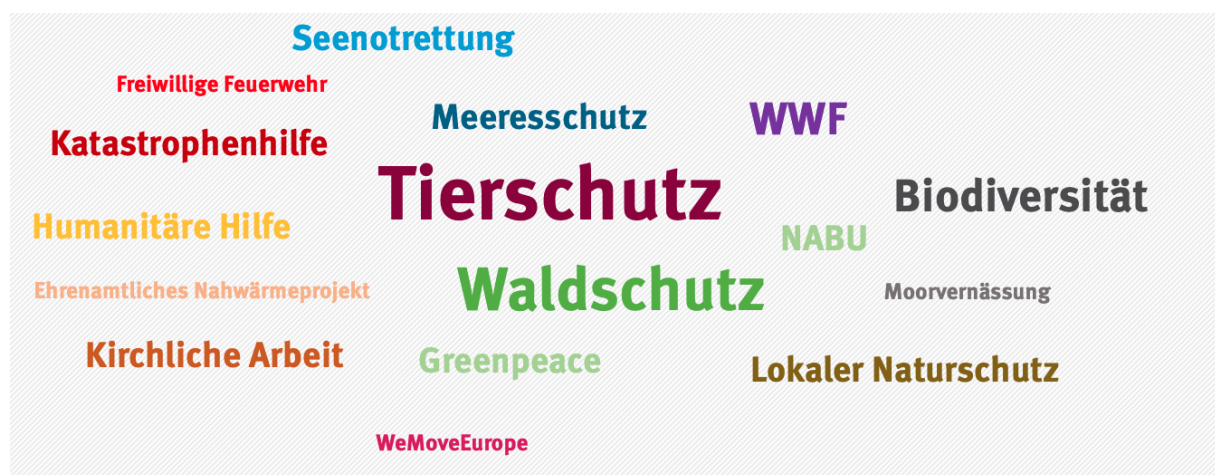 Seenotrettung
Freiwillige Feuerwehr
Meeresschutz
WWF
Katastrophenhilfe
Tierschutz
Biodiversität
Humanitäre Hilfe
NABU
Ehrenamtliches Nahwärmeprojekt
Waldschutz
Moorvernässung
Kirchliche Arbeit
Greenpeace
Lokaler Naturschutz
WeMoveEurope